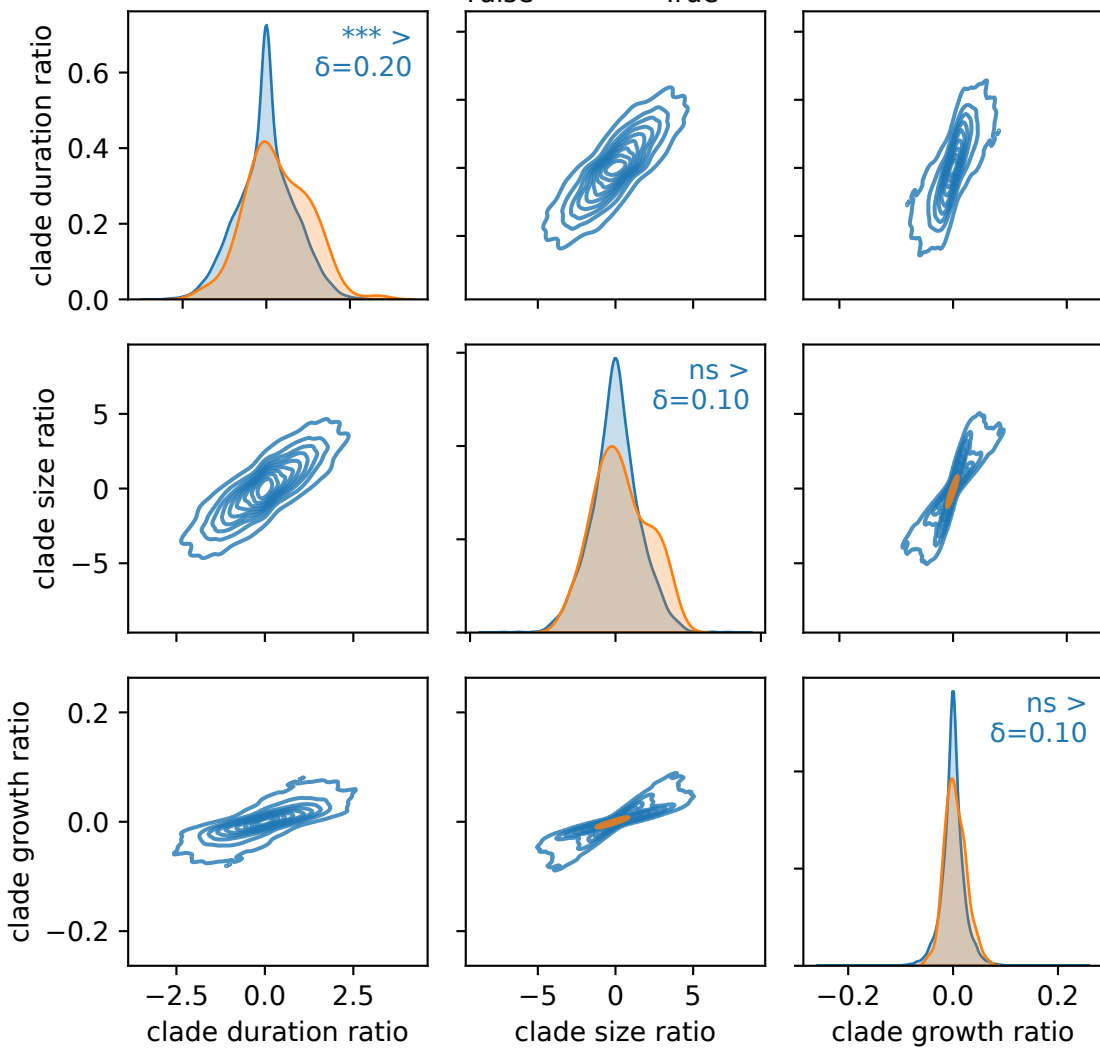 clade duration ratio
0.6
0.4
0.2
0.0
*** >
δ=0.20
clade size ratio
5
0
−5
ns >
δ=0.10
clade growth ratio
0.2
0.0
−0.2
ns >
δ=0.10
−2.5 0.0 2.5
−5 0 5
−0.2 0.0 0.2
clade duration ratio
clade size ratio
clade growth ratio